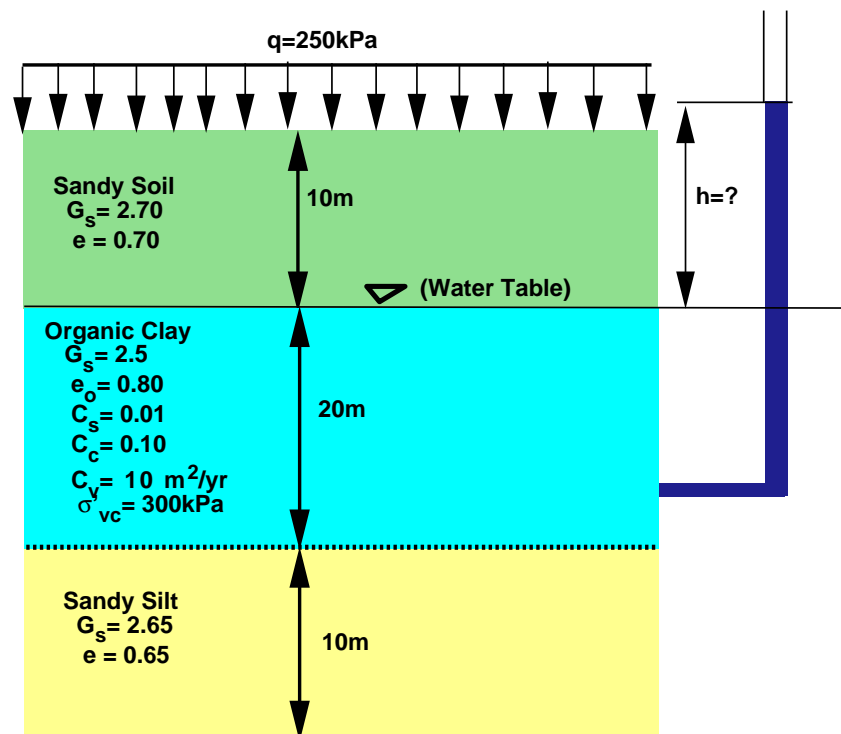 q=250kPa
Sandy Soil
Gs= 2.70
e = 0.70
10m
h=?
(Water Table)
Organic Clay
Gs= 2.5
eo= 0.80
Cs= 0.01
Cc= 0.10
Cv= 10 m²/yr
σ'vc= 300kPa
20m
Sandy Silt
Gs= 2.65
e = 0.65
10m